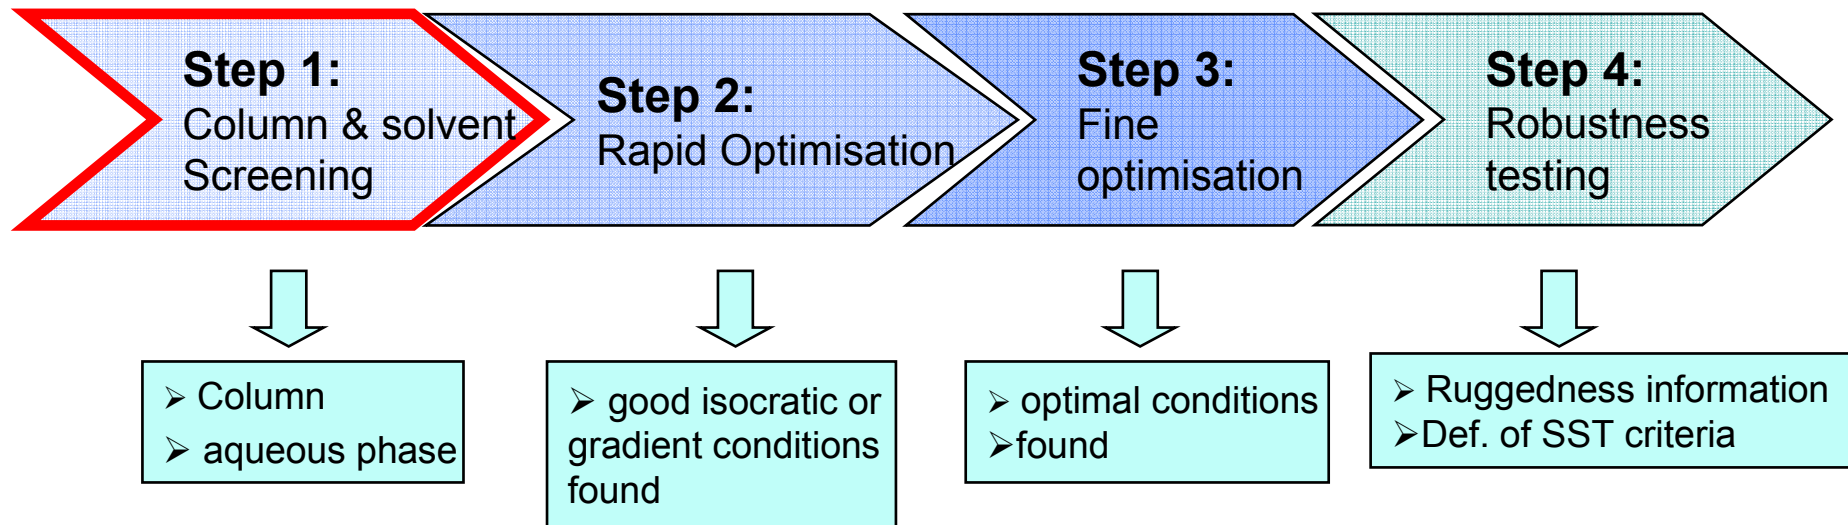 Step 1:
Column & solvent
Screening
Step 2:
Rapid Optimisation
Step 3:
Fine
optimisation
Step 4:
Robustness
testing
➢ Column
➢ aqueous phase
➢ good isocratic or
gradient conditions
found
➢ optimal conditions
➢found
➢ Ruggedness information
➢Def. of SST criteria